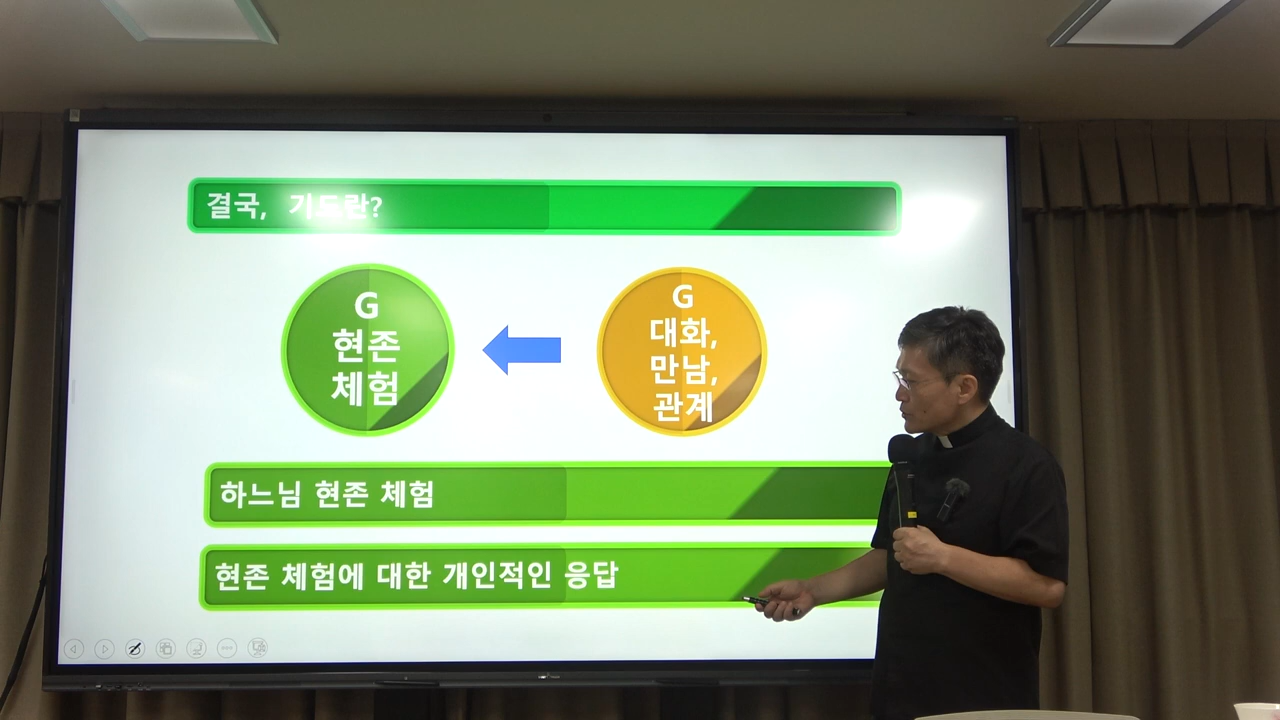 결국, 기도란?
G
현존
체험
G
대화,
만남,
관계
하느님 현존 체험
현존 체험에 대한 개인적인 응답